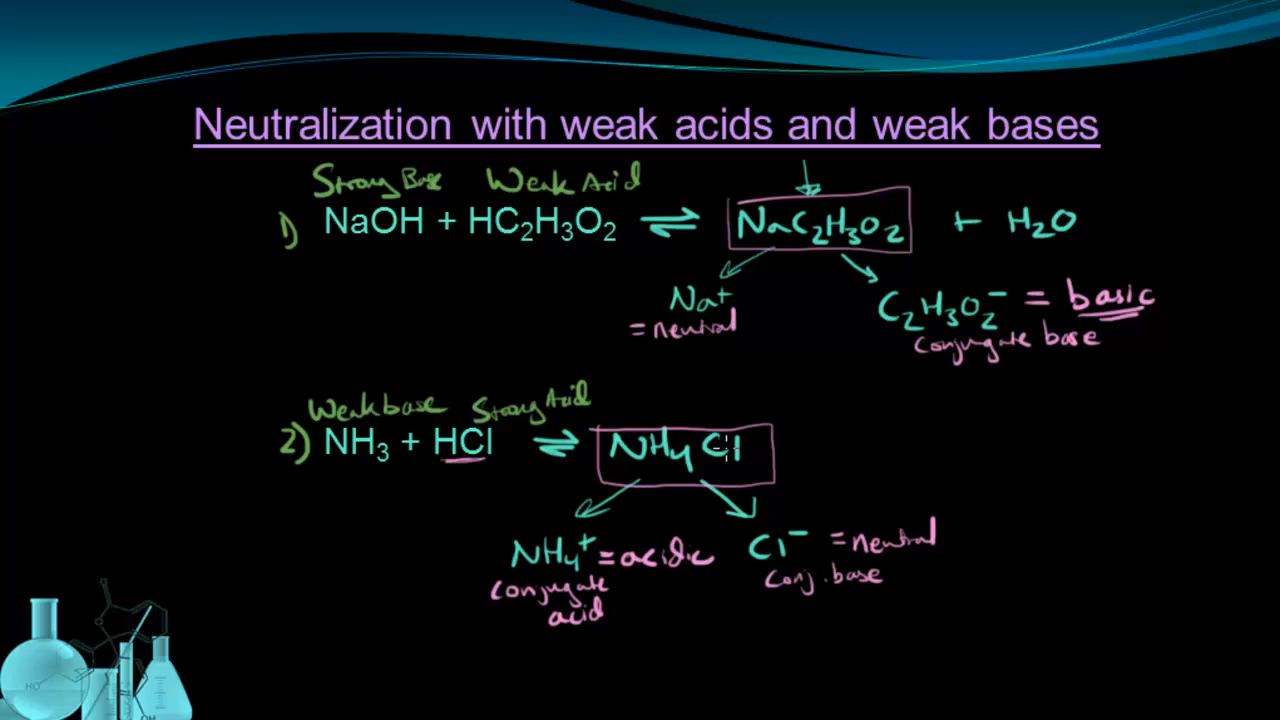 Neutralization with weak acids and weak bases
Strong Base Weak Acid
1) NaOH + HC₂H₃O₂ ⇌ NaC₂H₃O₂ + H₂O
Na⁺ C₂H₃O₂⁻ = basic
= neutral conjugate base
Weak base Strong Acid
2) NH₃ + HCl ⇌ NH₄Cl
NH₄⁺ = acidic Cl⁻ = neutral
conjugate conj. base
acid
HO
OH